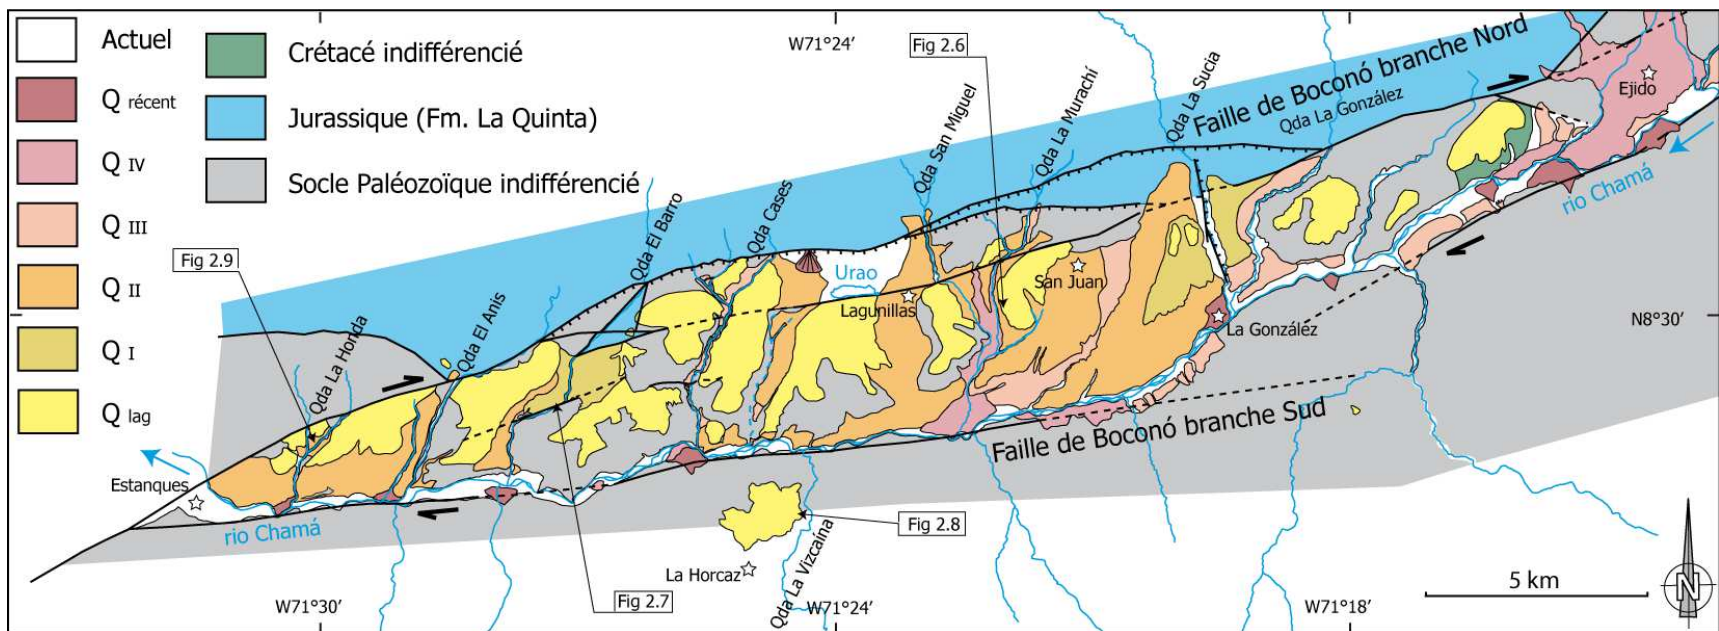 Actuel
Q récent
Q IV
Q III
Q II
Q I
Q lag
Crétacé indifférencié
Jurassique (Fm. La Quinta)
Socle Paléozoïque indifférencié
W71°24′
Fig 2.6
Faille de Boconó branche Nord
Ejido
Qda La Sucia
Qda La González
Qda San Miguel
Qda La Murachí
rio Chamá
Qda Cases
Qda El Barro
Fig 2.9
Urao
San Juan
Lagunillas
La González
N8°30′
Qda La Honda
Qda El Anis
Faille de Boconó branche Sud
Estanques
rio Chamá
Fig 2.8
La Horcaz
Qda La Vizcaína
Fig 2.7
5 km
N
W71°30′
W71°24′
W71°18′